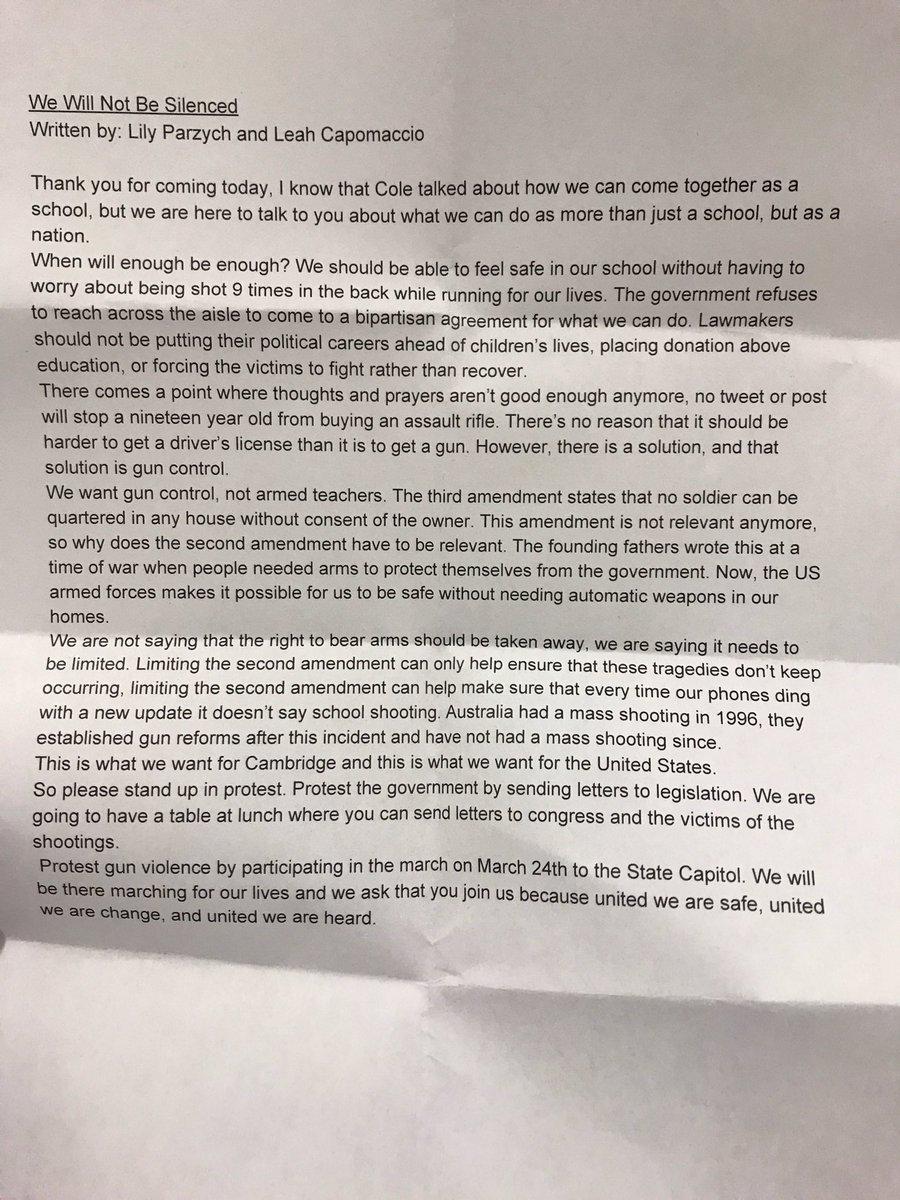 We Will Not Be Silenced
Written by: Lily Parzych and Leah Capomaccio
Thank you for coming today, I know that Cole talked about how we can come together as a
school, but we are here to talk to you about what we can do as more than just a school, but as a
nation.
When will enough be enough? We should be able to feel safe in our school without having to
worry about being shot 9 times in the back while running for our lives. The government refuses
to reach across the aisle to come to a bipartisan agreement for what we can do. Lawmakers
should not be putting their political careers ahead of children's lives, placing donation above
education, or forcing the victims to fight rather than recover.
There comes a point where thoughts and prayers aren't good enough anymore, no tweet or post
will stop a nineteen year old from buying an assault rifle. There's no reason that it should be
harder to get a driver's license than it is to get a gun. However, there is a solution, and that
solution is gun control.
We want gun control, not armed teachers. The third amendment states that no soldier can be
quartered in any house without consent of the owner. This amendment is not relevant anymore,
so why does the second amendment have to be relevant. The founding fathers wrote this at a
time of war when people needed arms to protect themselves from the government. Now, the US
armed forces makes it possible for us to be safe without needing automatic weapons in our
homes.
We are not saying that the right to bear arms should be taken away, we are saying it needs to
be limited. Limiting the second amendment can only help ensure that these tragedies don't keep
occurring, limiting the second amendment can help make sure that every time our phones ding
with a new update it doesn't say school shooting. Australia had a mass shooting in 1996, they
established gun reforms after this incident and have not had a mass shooting since.
This is what we want for Cambridge and this is what we want for the United States.
So please stand up in protest. Protest the government by sending letters to legislation. We are
going to have a table at lunch where you can send letters to congress and the victims of the
shootings.
Protest gun violence by participating in the march on March 24th to the State Capitol. We will
be there marching for our lives and we ask that you join us because united we are safe, united
we are change, and united we are heard.